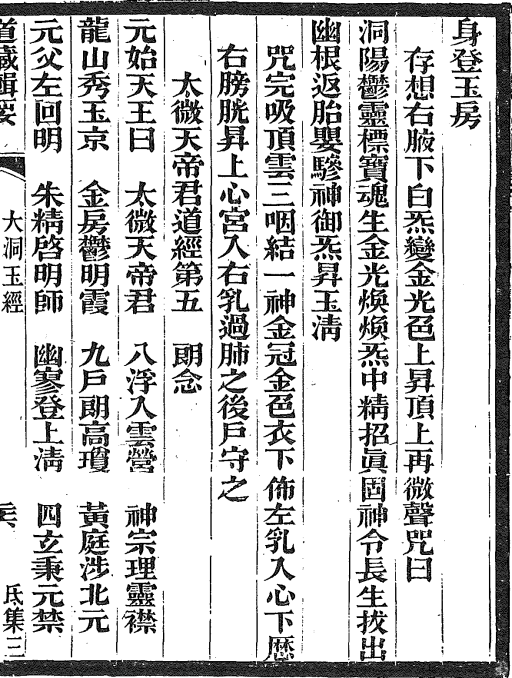 身登玉房
存想右腋下白炁變金光色上昇頂上再微聲咒曰
洞陽鬱靈標寶魂生金光煥煥炁中精招眞固神令長生拔出
幽根返胎嬰驂神御炁昇玉淸
咒完吸頂雲三咽結一神金冠金色衣下佈左乳入心下歷
右膀胱昇上心宮入右乳過肺之後戶守之
太微天帝君道經第五　朗念
元始天王曰　太微天帝君　八浮入雲營　神宗理靈襟
龍山秀玉京　金房鬱明霞　九戶朗高瓊　黃庭涉北元
元父左回明　朱精啓明師　幽寥登上淸　四玄秉元禁
道藏輯要　大洞玉經　氐集三